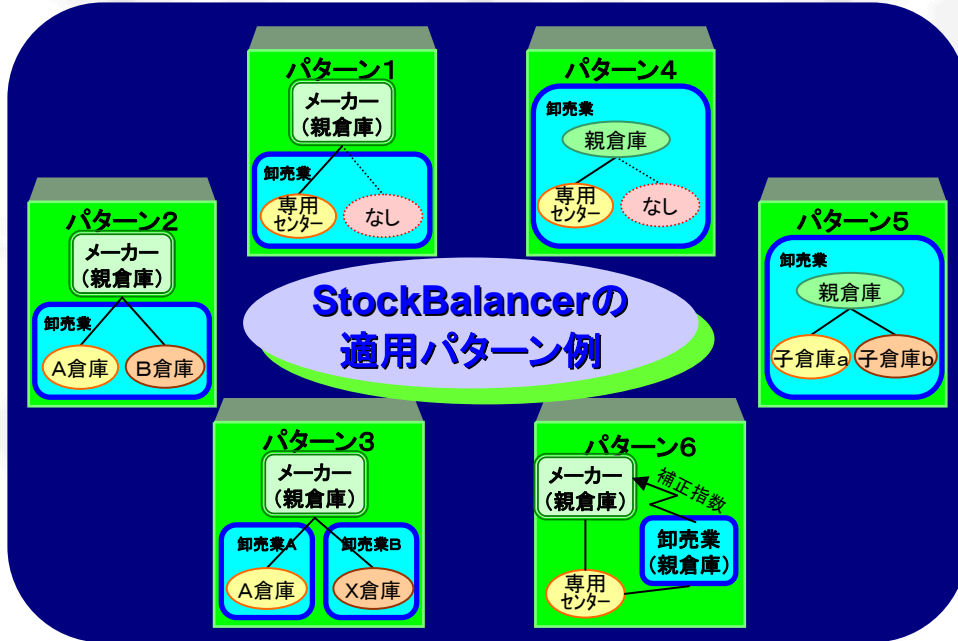 パターン1
メーカー
(親倉庫)
卸売業
専用
センター
なし
パターン4
卸売業
親倉庫
専用
センター
なし
パターン2
メーカー
(親倉庫)
卸売業
A倉庫
B倉庫
StockBalancerの
適用パターン例
パターン5
卸売業
親倉庫
子倉庫a
子倉庫b
パターン3
メーカー
(親倉庫)
卸売業A
卸売業B
A倉庫
X倉庫
パターン6
メーカー
(親倉庫)
補正指数
卸売業
(親倉庫)
専用
センター